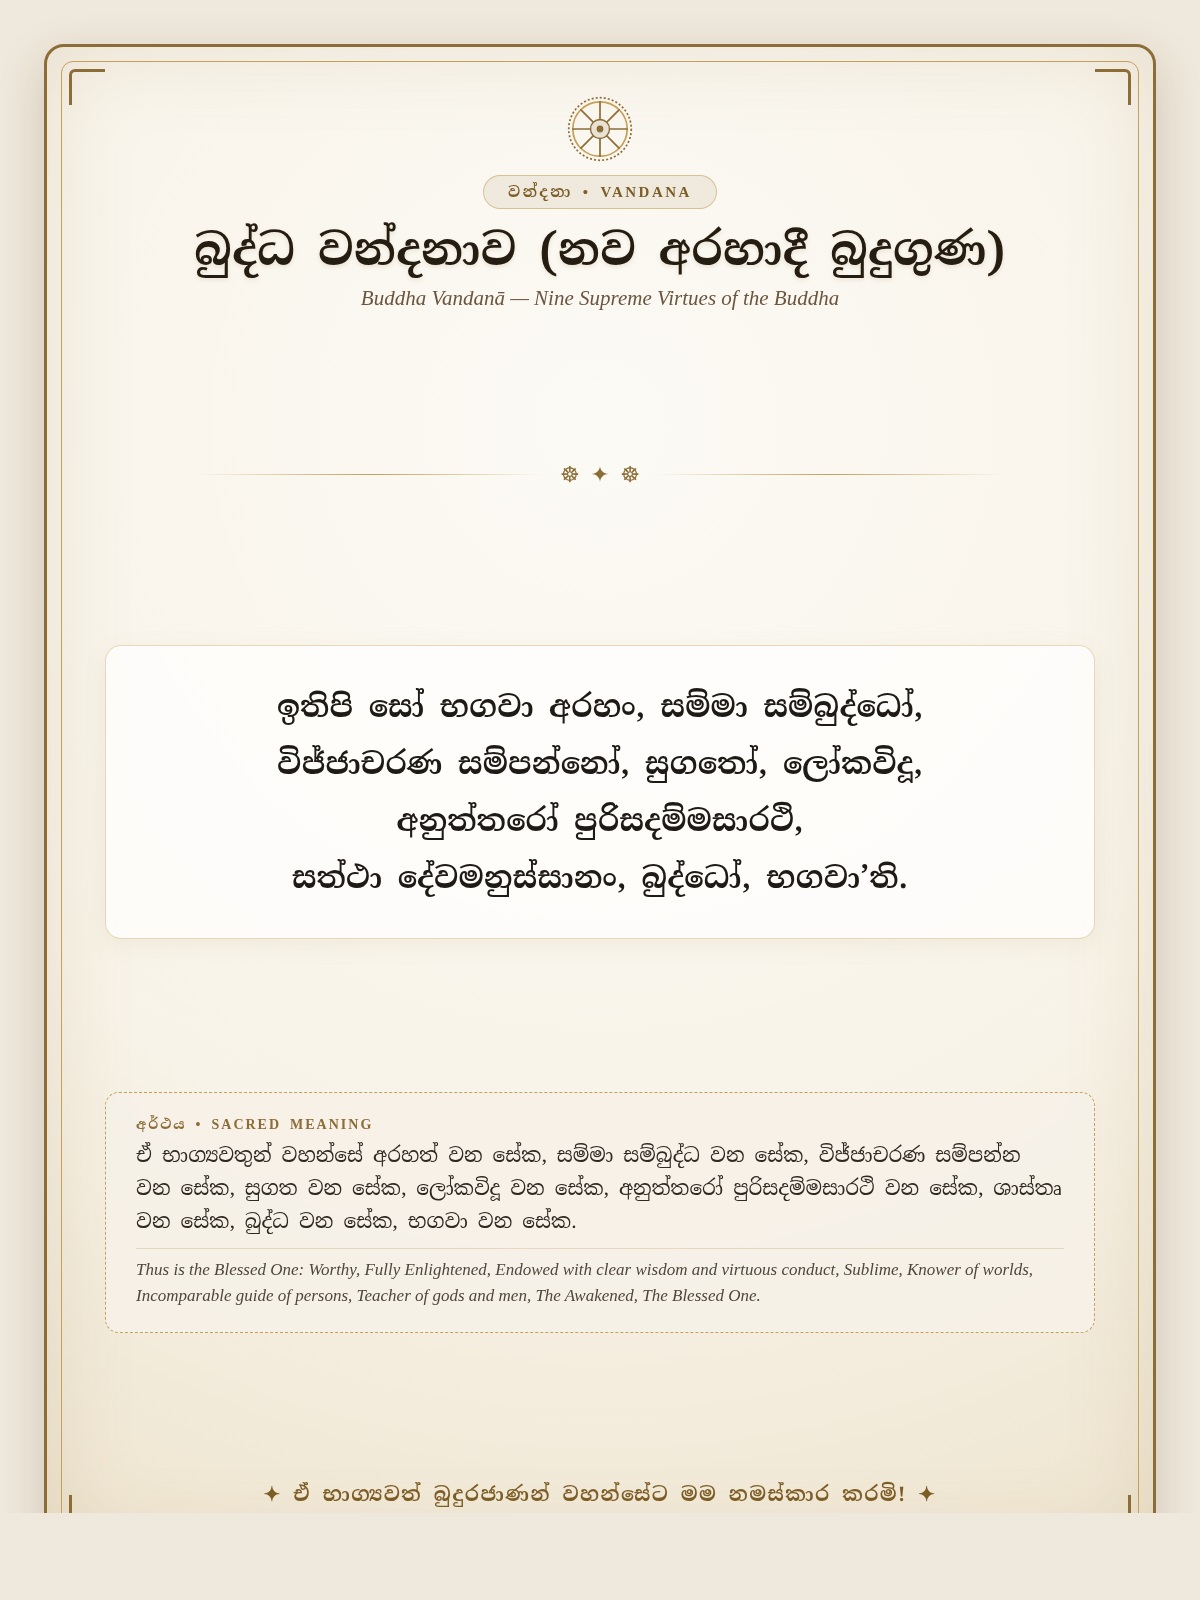 වන්දනා • VANDANA
බුද්ධ වන්දනාව (නව අරහාදී බුදුගුණ)
Buddha Vandanā — Nine Supreme Virtues of the Buddha
☸ ✦ ☸
ඉතිපි සෝ භගවා අරහං, සම්මා සම්බුද්ධෝ,
විජ්ජාචරණ සම්පන්නෝ, සුගතෝ, ලෝකවිදූ,
අනුත්තරෝ පුරිසදම්මසාරථි,
සත්ථා දේවමනුස්සානං, බුද්ධෝ, භගවා’ති.
අර්ථය • SACRED MEANING
ඒ භාග්‍යවතුන් වහන්සේ අරහත් වන සේක, සම්මා සම්බුද්ධ වන සේක, විජ්ජාචරණ සම්පන්න
වන සේක, සුගත වන සේක, ලෝකවිදූ වන සේක, අනුත්තරෝ පුරිසදම්මසාරථි වන සේක, ශාස්තෘ
වන සේක, බුද්ධ වන සේක, භගවා වන සේක.
Thus is the Blessed One: Worthy, Fully Enlightened, Endowed with clear wisdom and virtuous conduct, Sublime, Knower of worlds,
Incomparable guide of persons, Teacher of gods and men, The Awakened, The Blessed One.
✦ ඒ භාග්‍යවත් බුදුරජාණන් වහන්සේට මම නමස්කාර කරමි! ✦